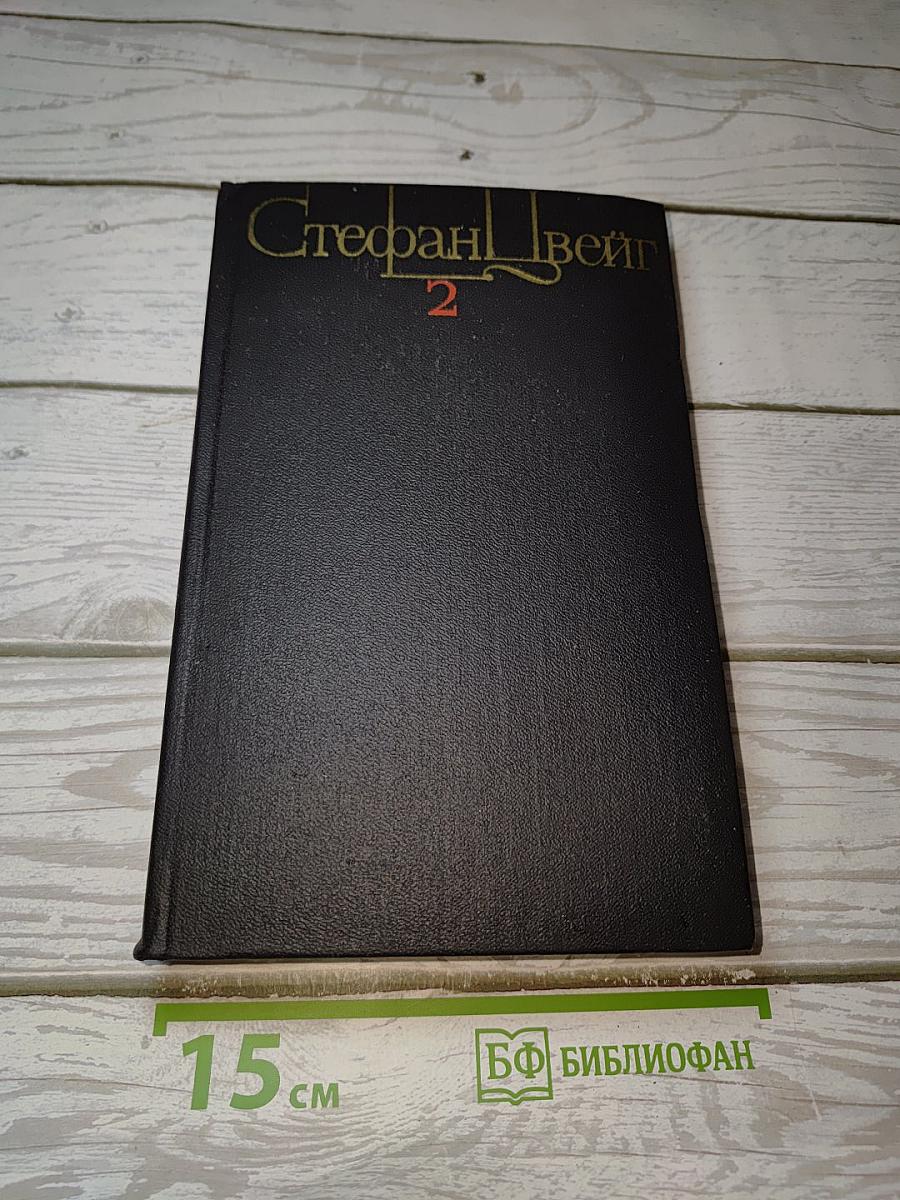 Стефан Цвейг
2
15 см
БФ БИБЛИОФАН